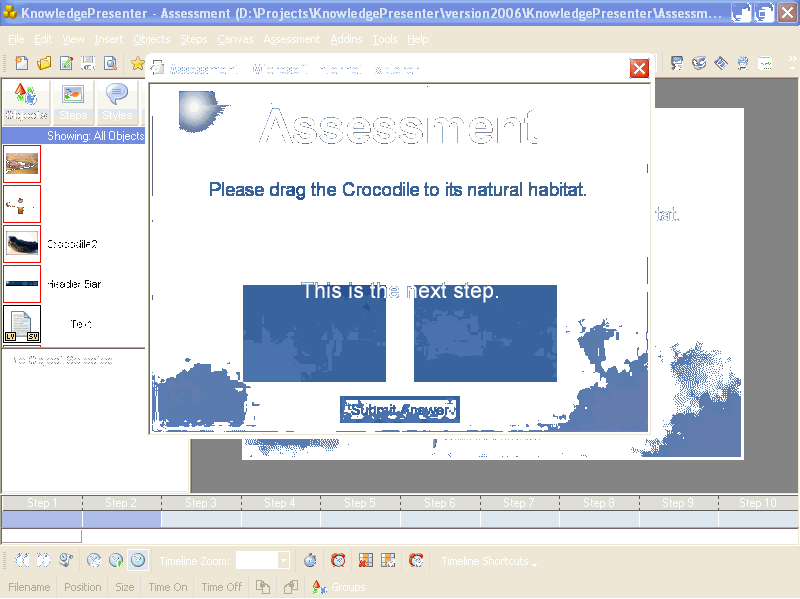 KnowledgePresenter - Assessment (D:\Projects\KnowledgePresenter\version2006\KnowledgePresenter\Assessm...
File Edit View Insert Objects Steps Canvas Assessment Addins Tools Help
Assessment - Microsoft Internet Explorer
Objects Steps Styles
Showing: All Objects
Assessment
Please drag the Crocodile to its natural habitat.
tat.
Crocodile2
Header Bar
This is the next step.
Text
LV SV
No Object Selected
Submit Answer
Step 1 Step 2 Step 3 Step 4 Step 5 Step 6 Step 7 Step 8 Step 9 Step 10
Timeline Zoom: Timeline Shortcuts
Filename Position Size Time On Time Off Groups